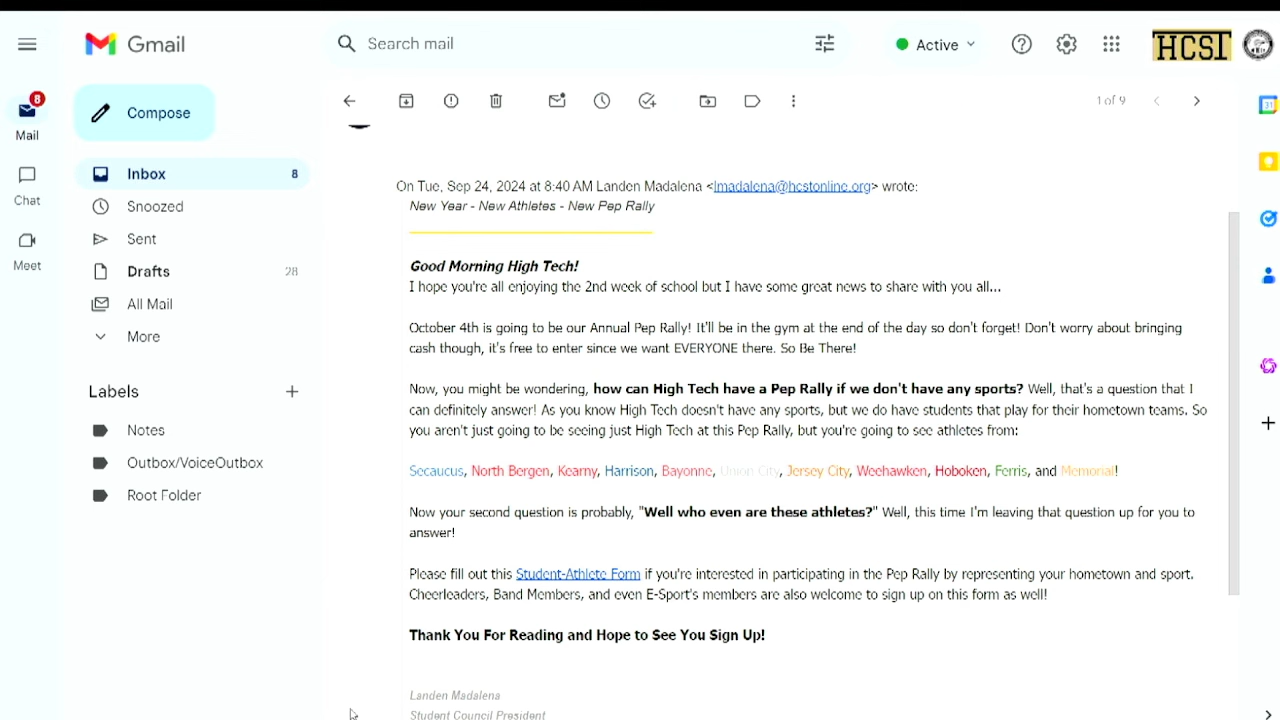 Gmail
Search mail
Active
HCST
8
Mail
Compose
1 of 9
31
Inbox 8
Chat
Snoozed
Meet
Sent
Drafts 28
All Mail
More
Labels
Notes
Outbox/VoiceOutbox
Root Folder
On Tue, Sep 24, 2024 at 8:40 AM Landen Madalena <lmadalena@hcstonline.org> wrote:
New Year - New Athletes - New Pep Rally
Good Morning High Tech!
I hope you're all enjoying the 2nd week of school but I have some great news to share with you all...
October 4th is going to be our Annual Pep Rally! It'll be in the gym at the end of the day so don't forget! Don't worry about bringing
cash though, it's free to enter since we want EVERYONE there. So Be There!
Now, you might be wondering, how can High Tech have a Pep Rally if we don't have any sports? Well, that's a question that I
can definitely answer! As you know High Tech doesn't have any sports, but we do have students that play for their hometown teams. So
you aren't just going to be seeing just High Tech at this Pep Rally, but you're going to see athletes from:
Secaucus, North Bergen, Kearny, Harrison, Bayonne, Union City, Jersey City, Weehawken, Hoboken, Ferris, and Memorial!
Now your second question is probably, "Well who even are these athletes?" Well, this time I'm leaving that question up for you to
answer!
Please fill out this Student-Athlete Form if you're interested in participating in the Pep Rally by representing your hometown and sport.
Cheerleaders, Band Members, and even E-Sport's members are also welcome to sign up on this form as well!
Thank You For Reading and Hope to See You Sign Up!
Landen Madalena
Student Council President